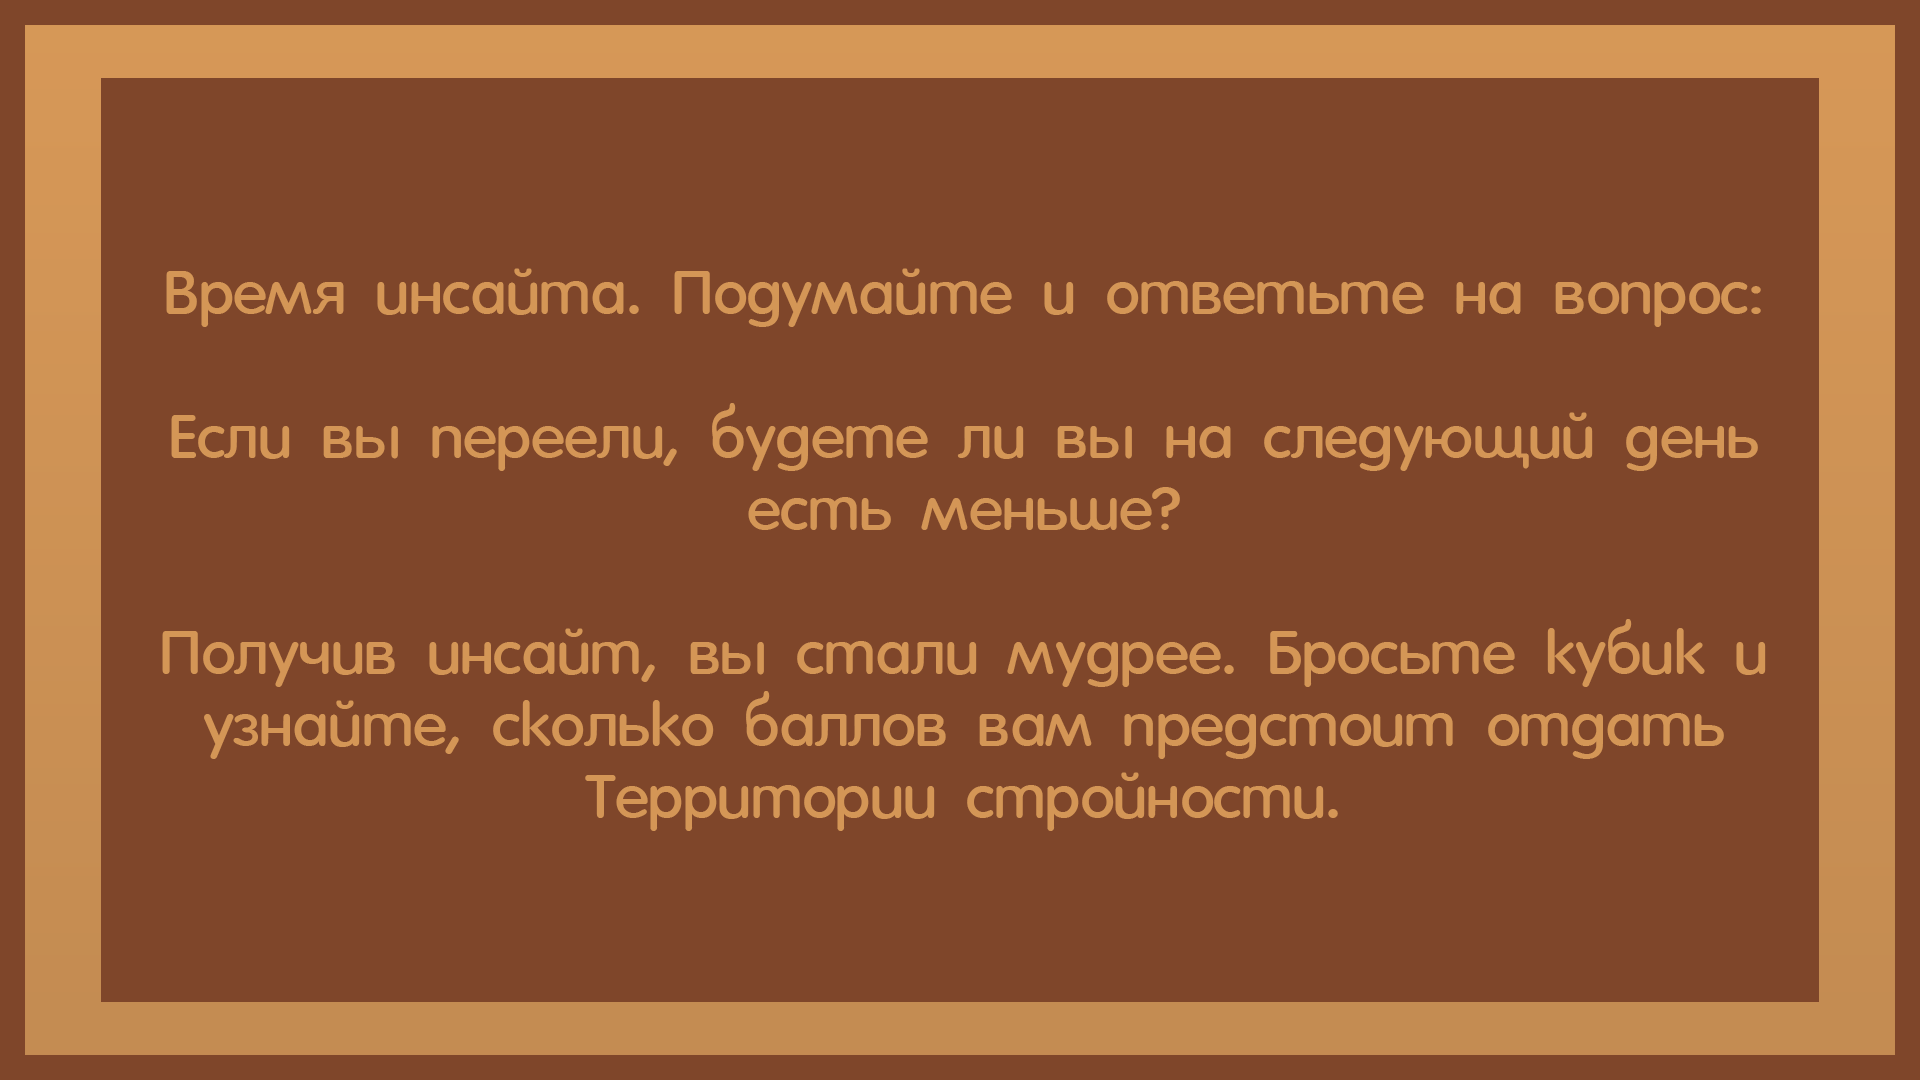 Время инсайта. Подумайте и ответьте на вопрос:
Если вы переели, будете ли вы на следующий день
есть меньше?
Получив инсайт, вы стали мудрее. Бросьте кубик и
узнайте, сколько баллов вам предстоит отдать
Территории стройности.